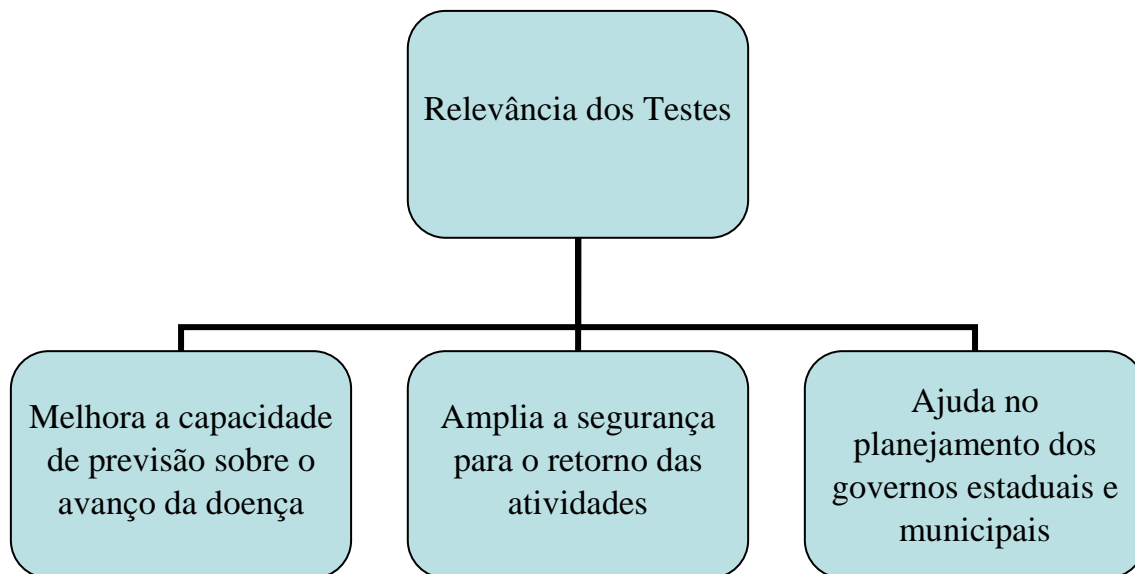 Relevância dos Testes
Melhora a capacidade
de previsão sobre o
avanço da doença
Amplia a segurança
para o retorno das
atividades
Ajuda no
planejamento dos
governos estaduais e
municipais